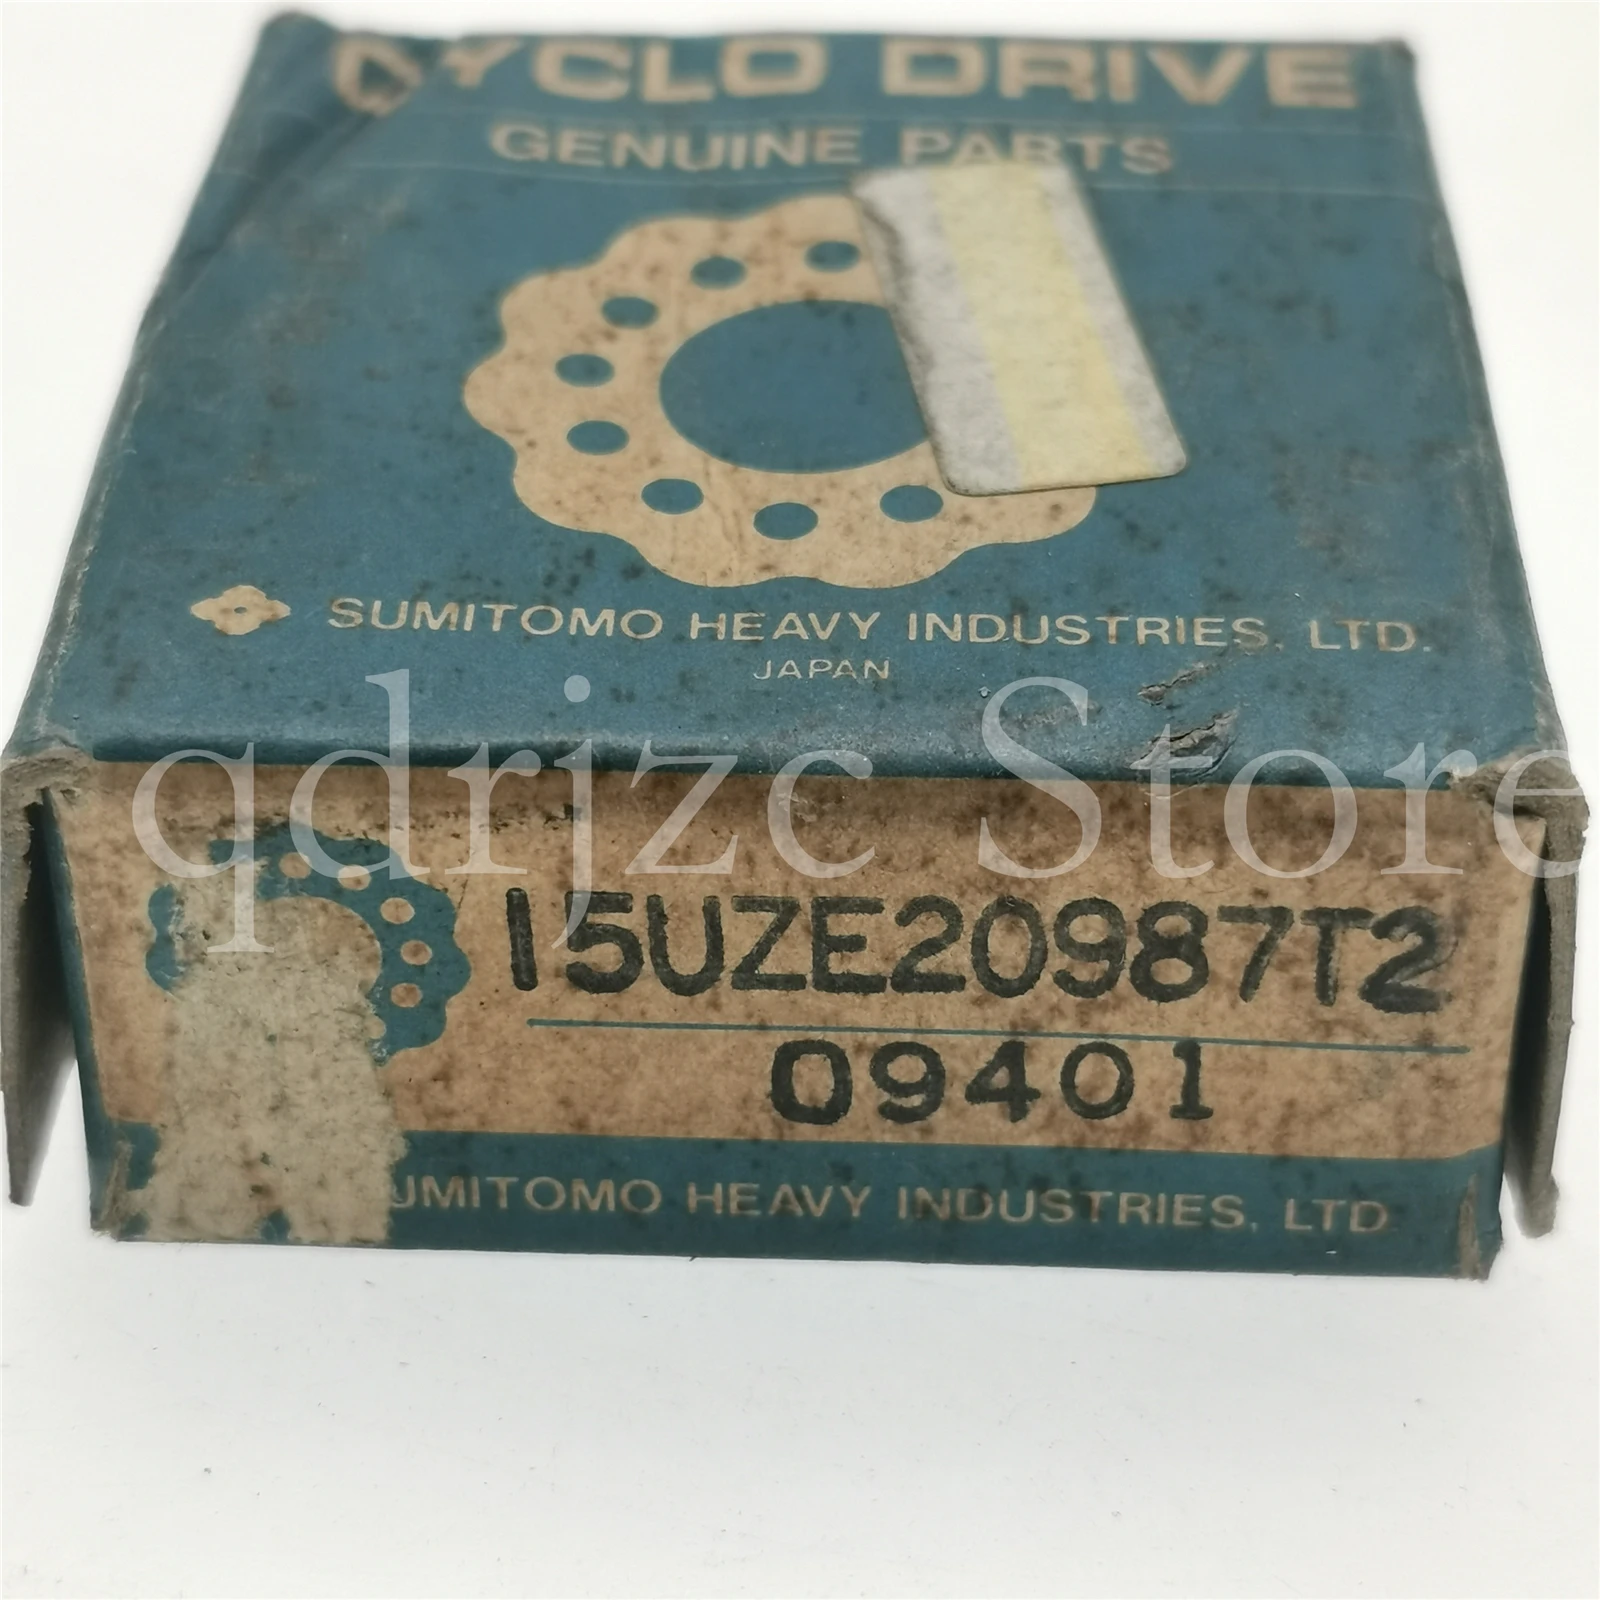 CYCLO DRIVE
GENUINE PARTS
SUMITOMO HEAVY INDUSTRIES, LTD.
JAPAN
qdrjzc Store
15UZE20987T2
09401
UMITOMO HEAVY INDUSTRIES, LTD